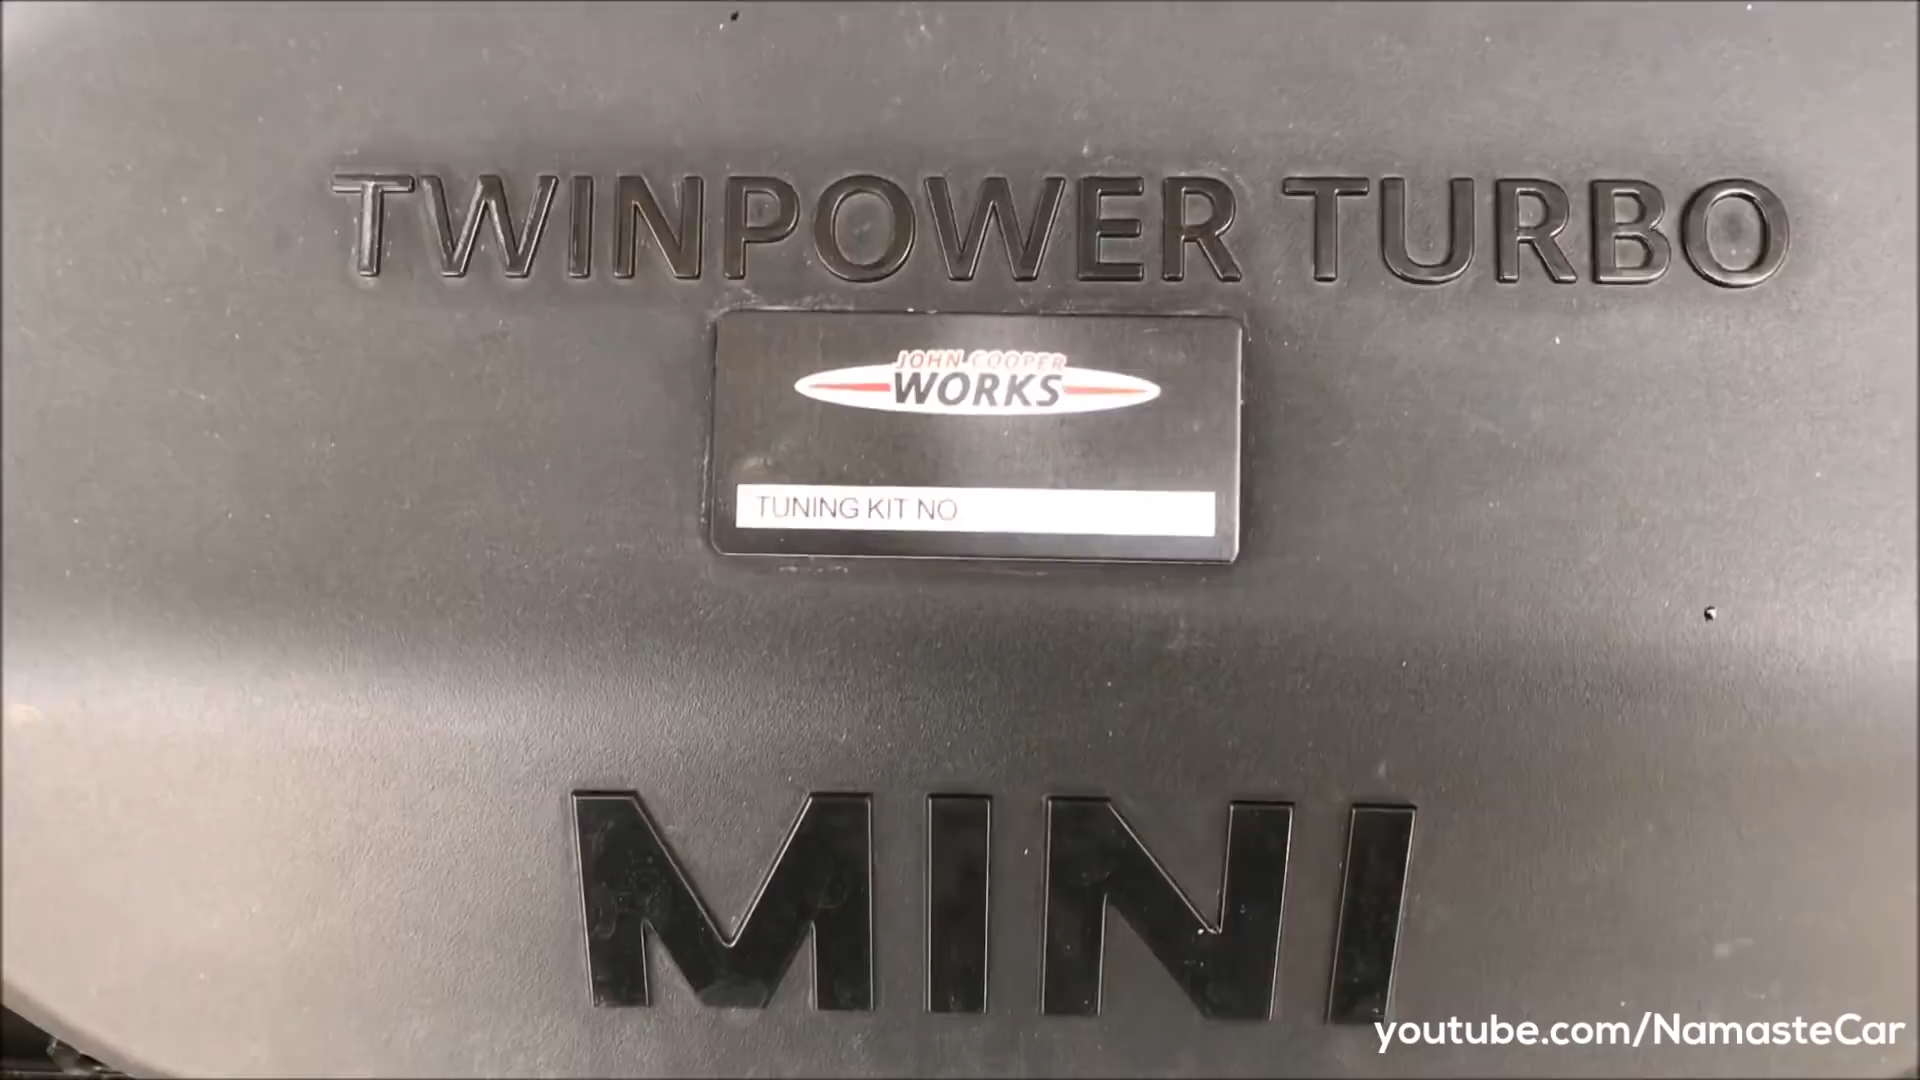 TWINPOWER TURBO
JOHN COOPER
WORKS
TUNING KIT NO
MINI
youtube.com/NamasteCar